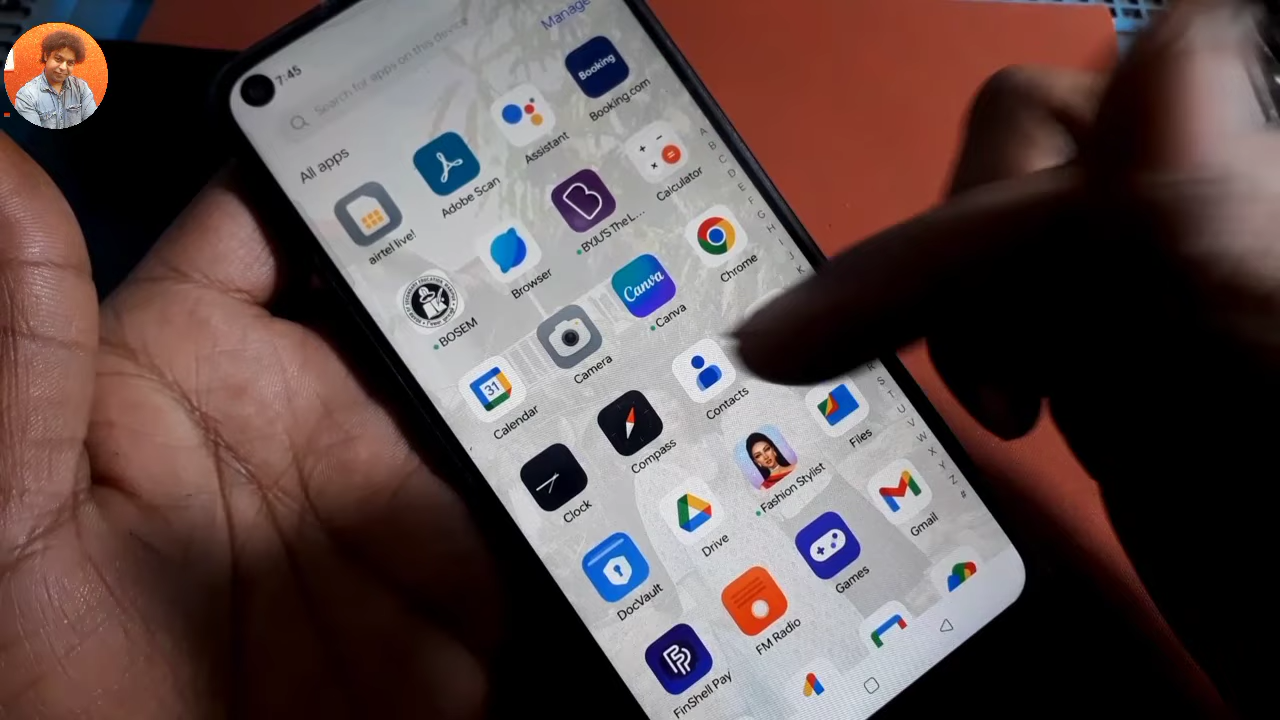 7:45
Search for apps on this device
Manage
All apps
airtel live!
Adobe Scan
Assistant
Booking
Booking.com
BOSEM
Browser
BYJU'S The L...
Calculator
Calendar
31
Camera
Canva
Canva
Chrome
Clock
Compass
Contacts
DocVault
Drive
Fashion Stylist
Files
FinShell Pay
FM Radio
Games
Gmail
A
B
C
D
E
F
G
H
I
J
K
R
S
T
U
V
W
X
Y
Z
#